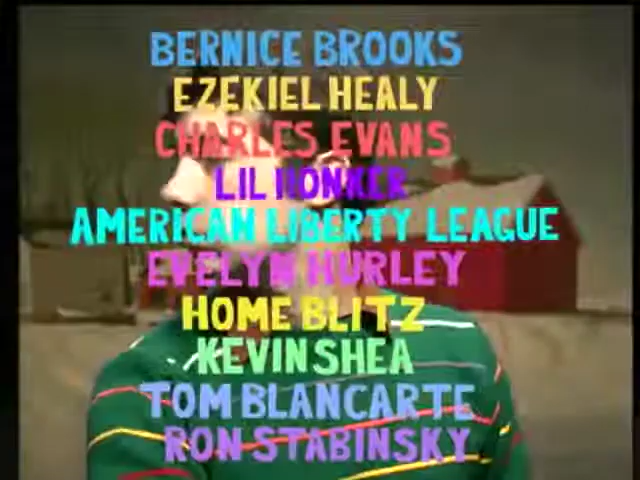 BERNICE BROOKS
EZEKIEL HEALY
CHARLES EVANS
LIL HONKER
AMERICAN LIBERTY LEAGUE
EVELYN HURLEY
HOME BLITZ
KEVIN SHEA
TOM BLANCARTE
RON STABINSKY